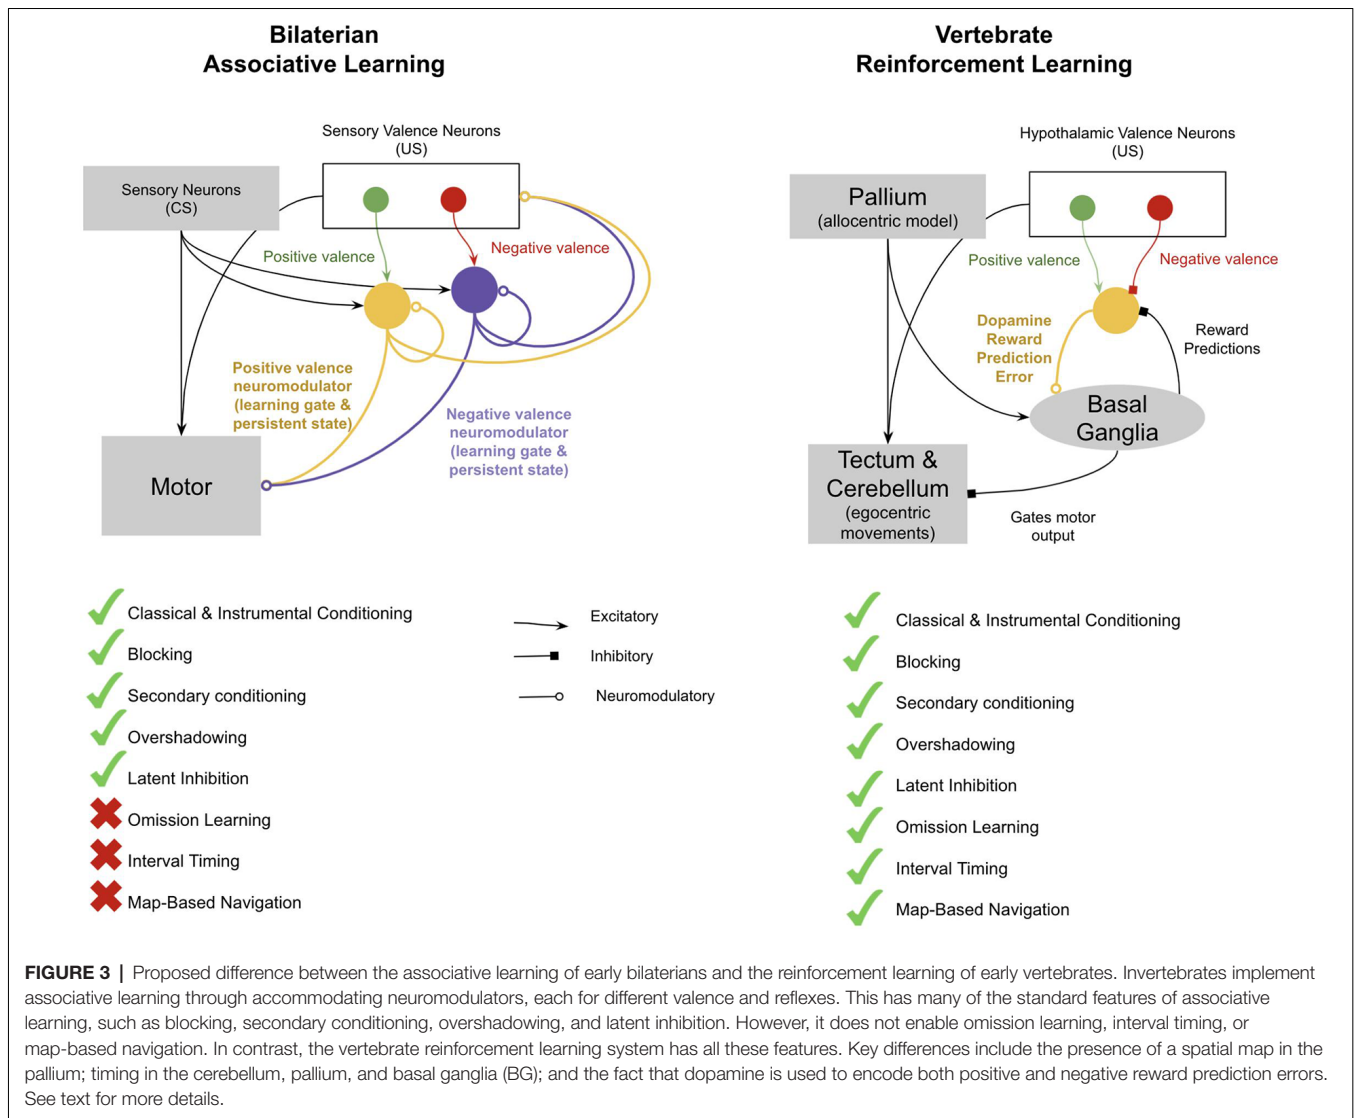 Bilaterian
Associative Learning
Sensory Valence Neurons
(US)
Sensory Neurons
(CS)
Positive valence
Negative valence
Positive valence
neuromodulator
(learning gate &
persistent state)
Negative valence
neuromodulator
(learning gate &
persistent state)
Motor
Vertebrate
Reinforcement Learning
Hypothalamic Valence Neurons
(US)
Pallium
(allocentric model)
Positive valence
Negative valence
Dopamine
Reward
Prediction
Error
Reward
Predictions
Basal
Ganglia
Tectum &
Cerebellum
(egocentric
movements)
Gates motor
output
Classical & Instrumental Conditioning
Blocking
Secondary conditioning
Overshadowing
Latent Inhibition
Omission Learning
Interval Timing
Map-Based Navigation
Excitatory
Inhibitory
Neuromodulatory
Classical & Instrumental Conditioning
Blocking
Secondary conditioning
Overshadowing
Latent Inhibition
Omission Learning
Interval Timing
Map-Based Navigation
FIGURE 3 | Proposed difference between the associative learning of early bilaterians and the reinforcement learning of early vertebrates. Invertebrates implement
associative learning through accommodating neuromodulators, each for different valence and reflexes. This has many of the standard features of associative
learning, such as blocking, secondary conditioning, overshadowing, and latent inhibition. However, it does not enable omission learning, interval timing, or
map-based navigation. In contrast, the vertebrate reinforcement learning system has all these features. Key differences include the presence of a spatial map in the
pallium; timing in the cerebellum, pallium, and basal ganglia (BG); and the fact that dopamine is used to encode both positive and negative reward prediction errors.
See text for more details.